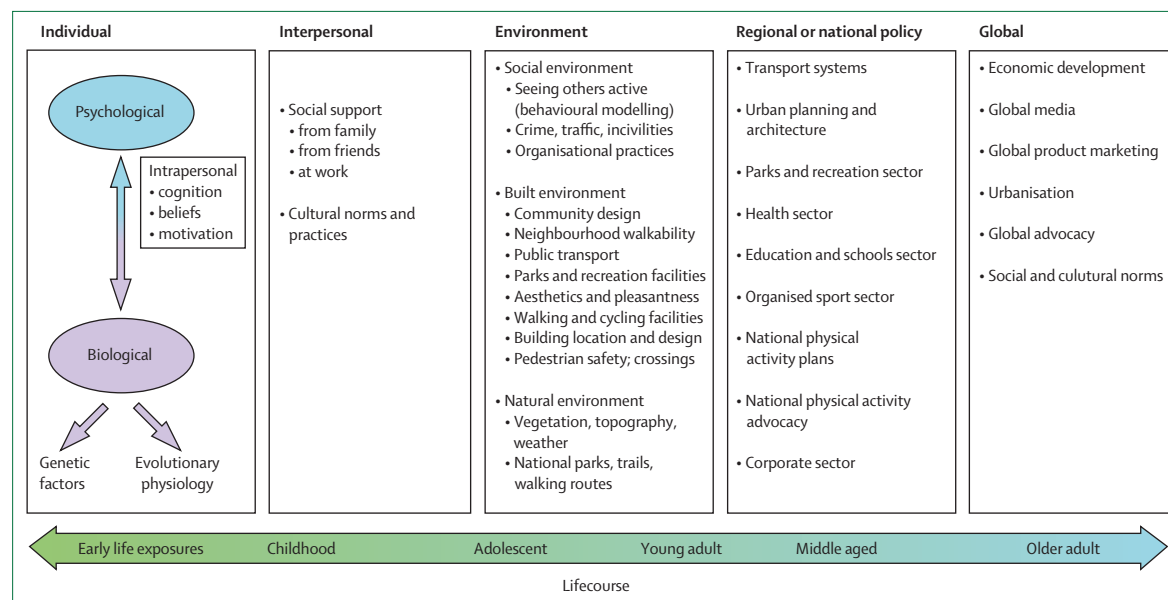 Individual
Psychological
Intrapersonal
• cognition
• beliefs
• motivation
Biological
Genetic
factors
Evolutionary
physiology
Interpersonal
• Social support
• from family
• from friends
• at work
• Cultural norms and
practices
Environment
• Social environment
• Seeing others active
(behavioural modelling)
• Crime, traffic, incivilities
• Organisational practices
• Built environment
• Community design
• Neighbourhood walkability
• Public transport
• Parks and recreation facilities
• Aesthetics and pleasantness
• Walking and cycling facilities
• Building location and design
• Pedestrian safety; crossings
• Natural environment
• Vegetation, topography,
weather
• National parks, trails,
walking routes
Regional or national policy
• Transport systems
• Urban planning and
architecture
• Parks and recreation sector
• Health sector
• Education and schools sector
• Organised sport sector
• National physical
activity plans
• National physical activity
advocacy
• Corporate sector
Global
• Economic development
• Global media
• Global product marketing
• Urbanisation
• Global advocacy
• Social and culutural norms
Early life exposures
Childhood
Adolescent
Young adult
Middle aged
Older adult
Lifecourse